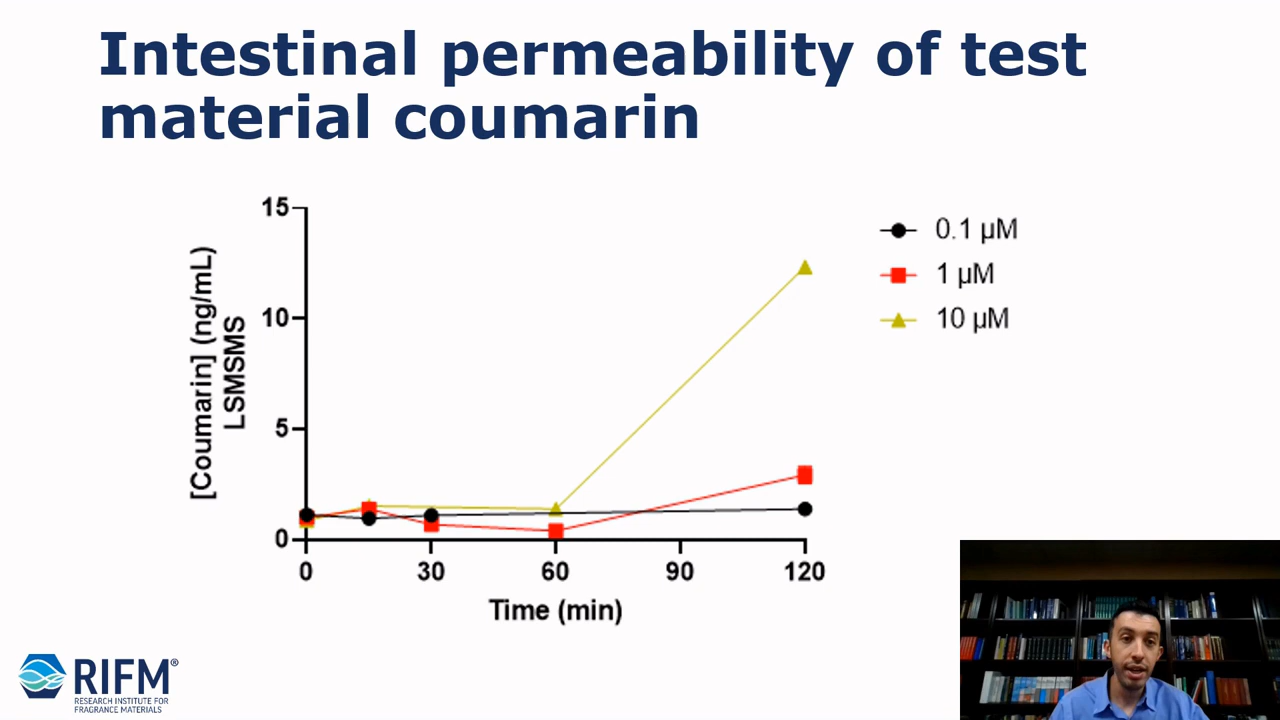 Intestinal permeability of test
material coumarin
[Coumarin] (ng/mL)
LSMSMS
15
10
5
0
0 30 60 90 120
Time (min)
0.1 µM
1 µM
10 µM
RIFM®
RESEARCH INSTITUTE FOR
FRAGRANCE MATERIALS